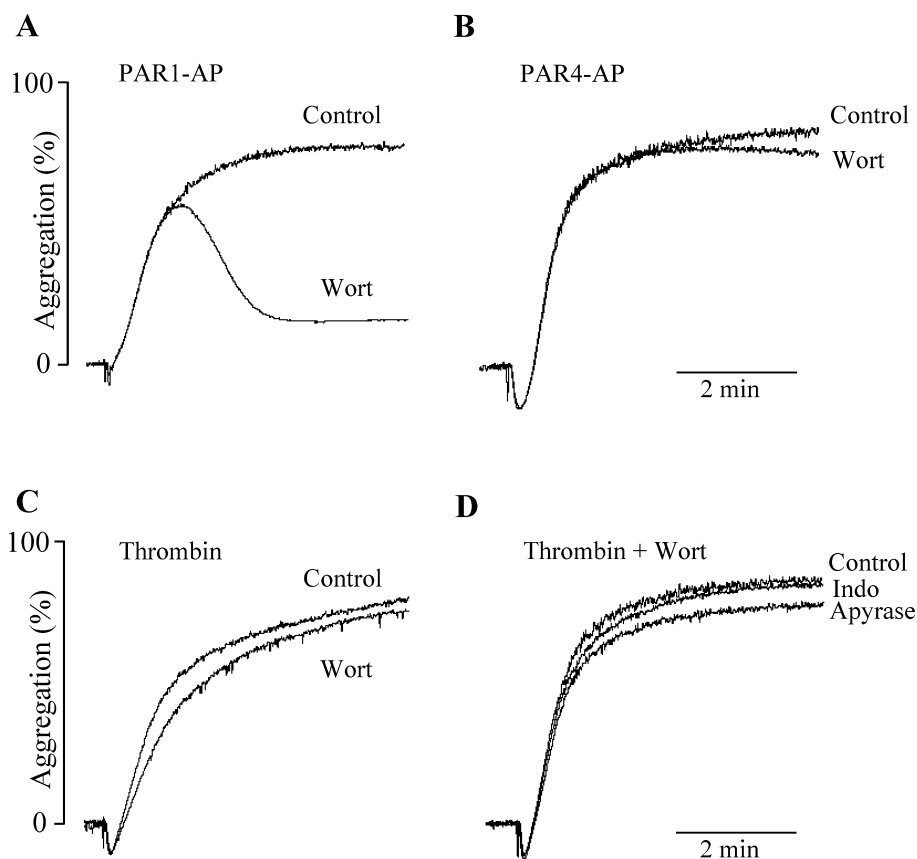 A
PAR1-AP
100
Control
Wort
Aggregation (%)
0
B
PAR4-AP
Control
Wort
2 min
C
Thrombin
100
Control
Wort
Aggregation (%)
0
D
Thrombin + Wort
Control
Indo
Apyrase
2 min